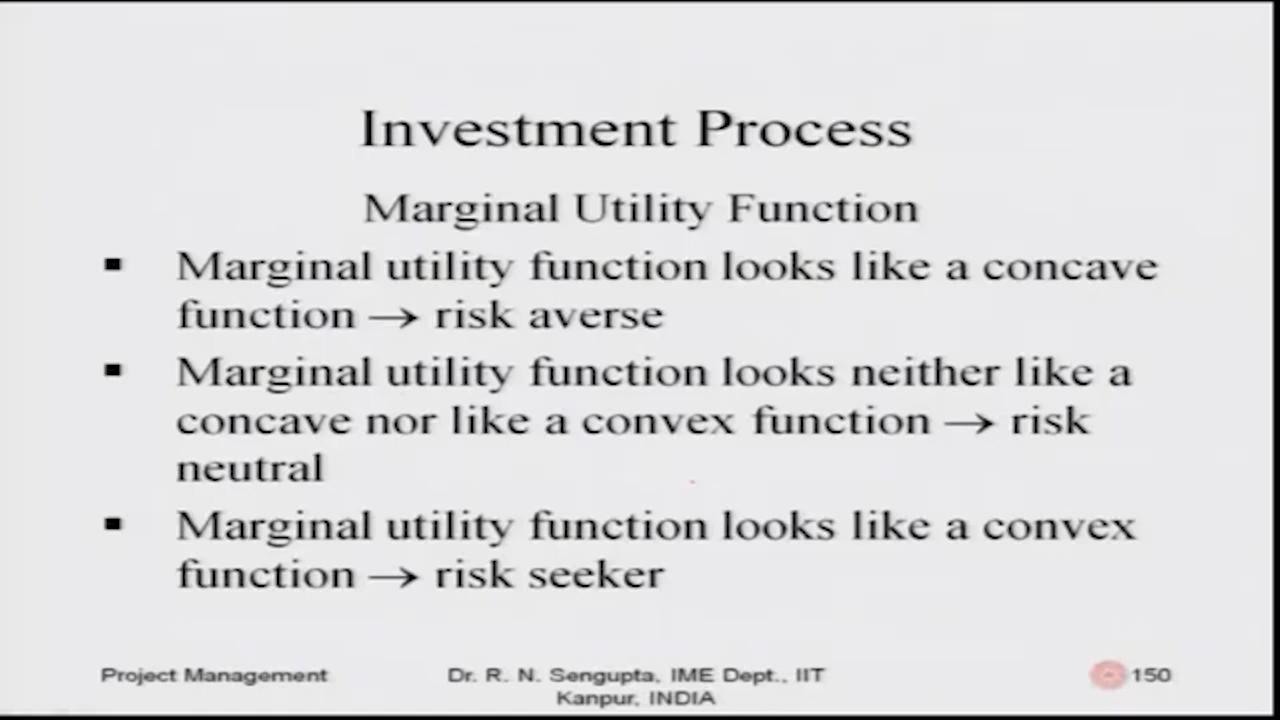 Investment Process
Marginal Utility Function
▪ Marginal utility function looks like a concave
function → risk averse
▪ Marginal utility function looks neither like a
concave nor like a convex function → risk
neutral
▪ Marginal utility function looks like a convex
function → risk seeker
Project Management
Dr. R. N. Sengupta, IME Dept., IIT
Kanpur, INDIA
150